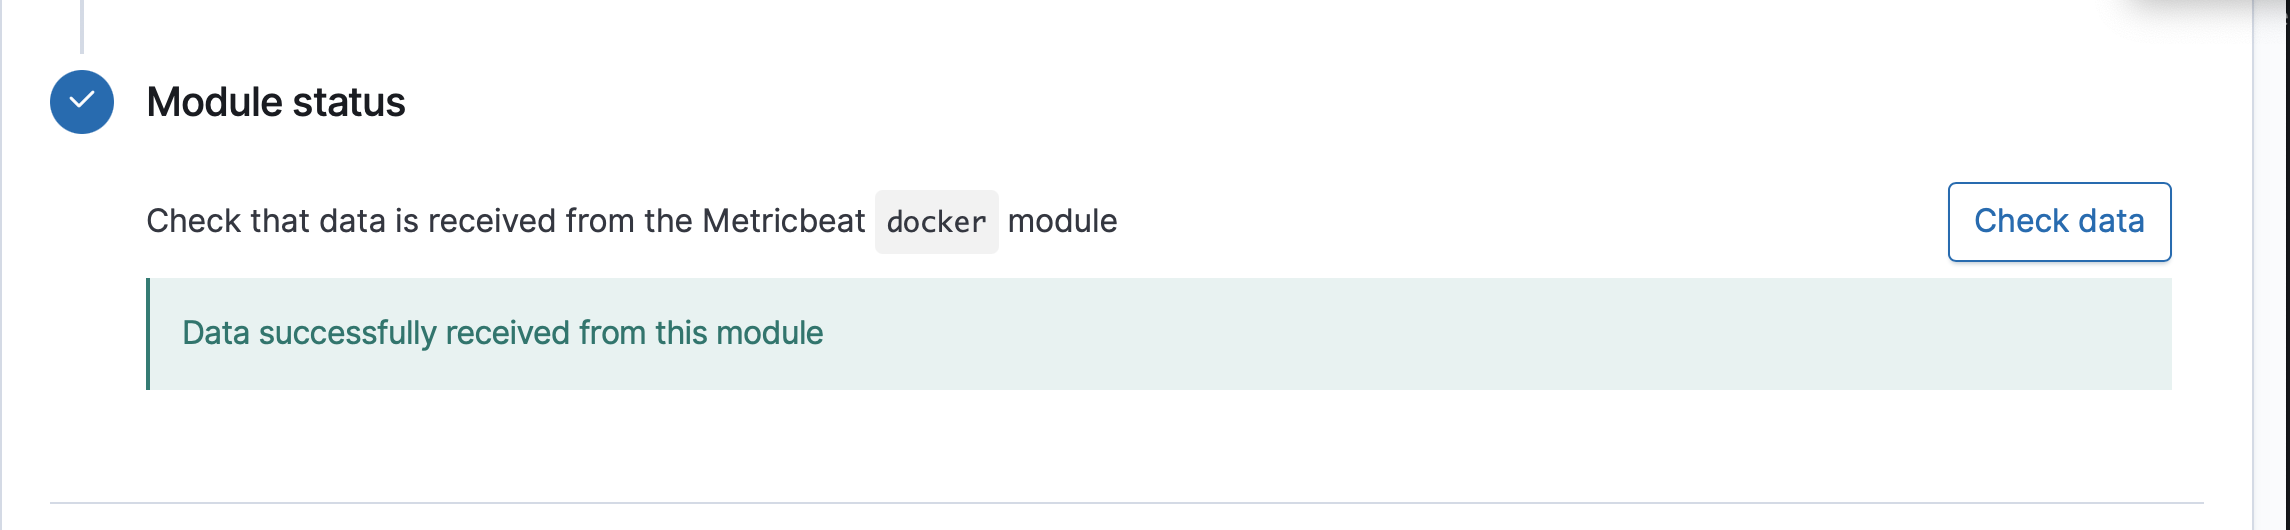 Module status
Check that data is received from the Metricbeat docker module
Check data
Data successfully received from this module